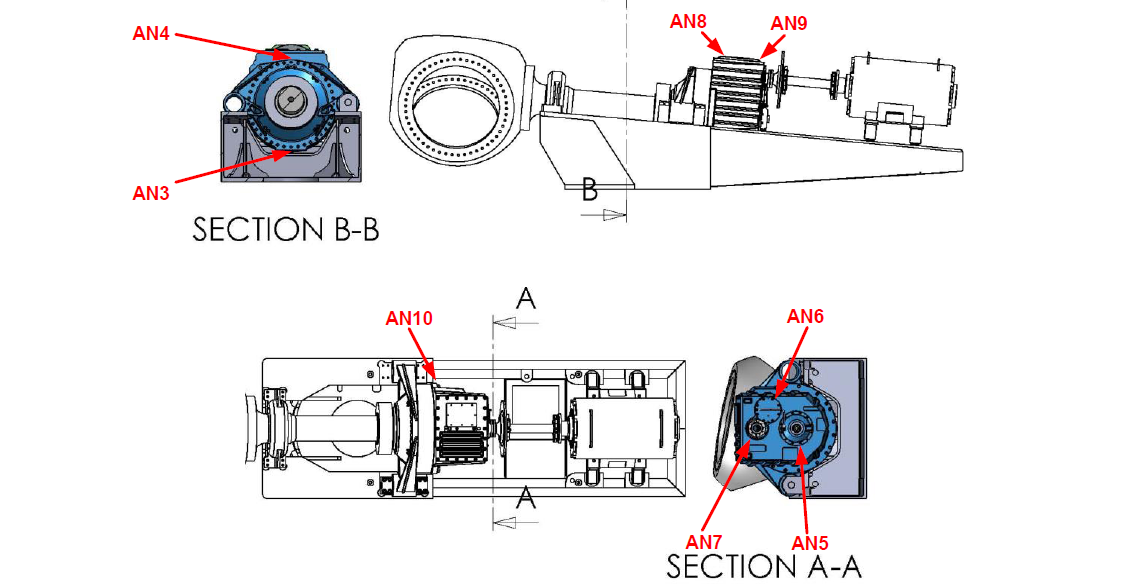 AN4
AN8
AN9
AN3
B
SECTION B-B
A
AN10
AN6
A
AN7
AN5
SECTION A-A